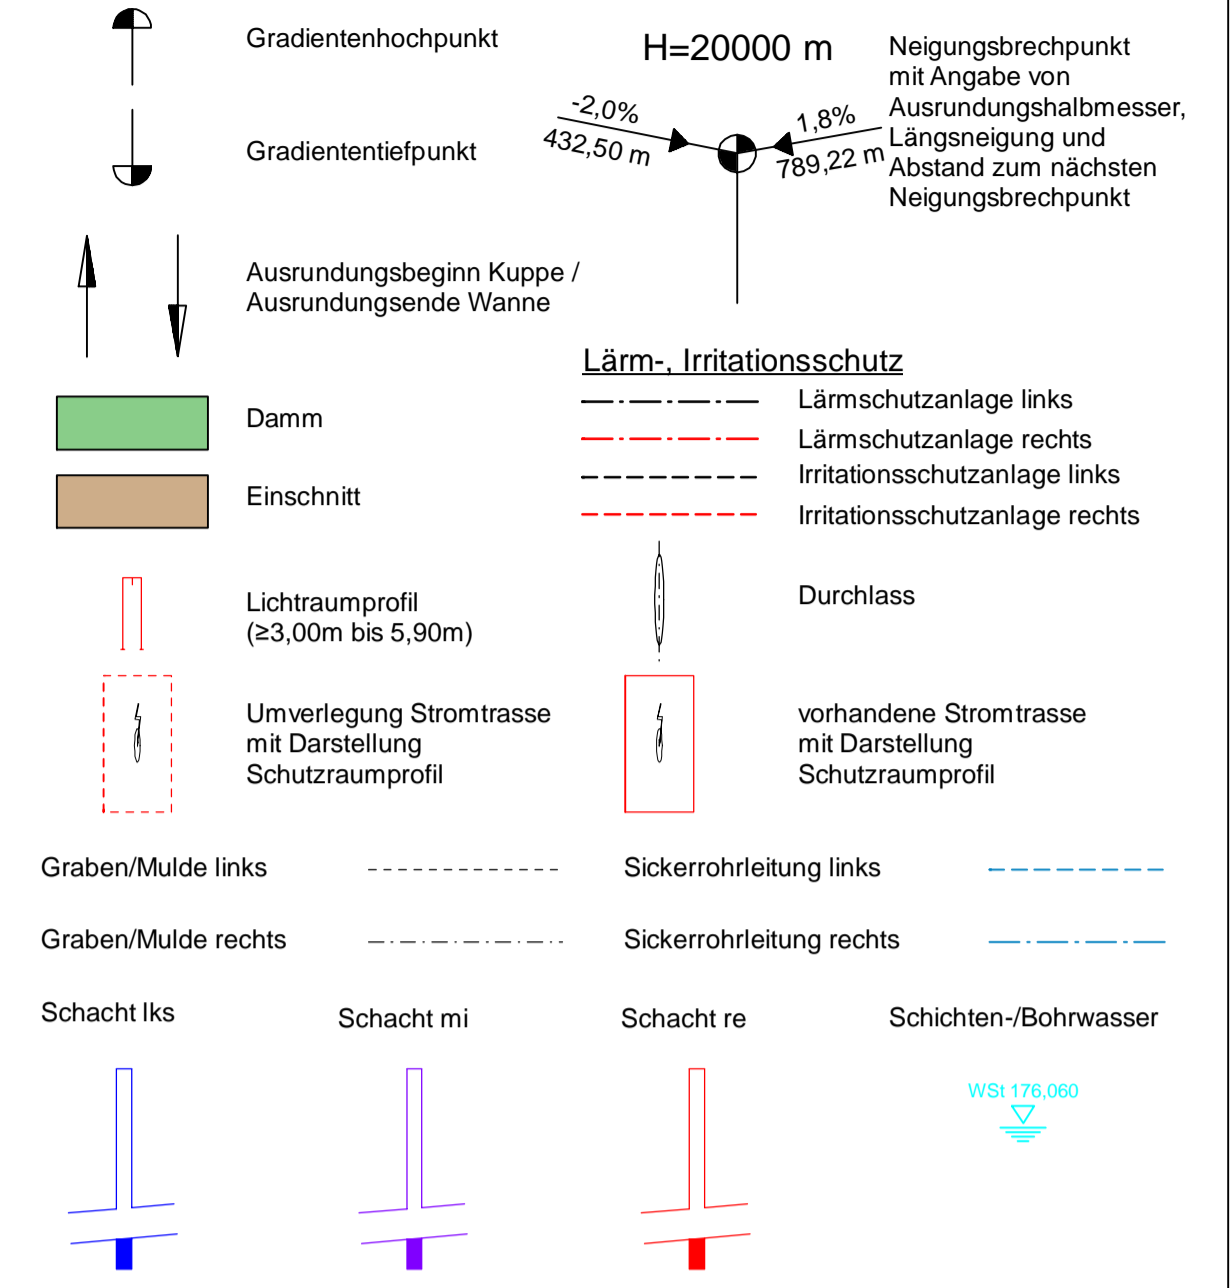 Gradientenhochpunkt
Gradiententiefpunkt
H=20000 m
-2,0%
432,50 m
1,8%
789,22 m
Neigungsbrechpunkt
mit Angabe von
Ausrundungshalbmesser,
Längsneigung und
Abstand zum nächsten
Neigungsbrechpunkt
Ausrundungsbeginn Kuppe /
Ausrundungsende Wanne
Damm
Einschnitt
Lärm-, Irritationsschutz
Lärmschutzanlage links
Lärmschutzanlage rechts
Irritationsschutzanlage links
Irritationsschutzanlage rechts
Lichtraumprofil
(≥3,00m bis 5,90m)
Durchlass
Umverlegung Stromtrasse
mit Darstellung
Schutzraumprofil
vorhandene Stromtrasse
mit Darstellung
Schutzraumprofil
Graben/Mulde links
Sickerrohrleitung links
Graben/Mulde rechts
Sickerrohrleitung rechts
Schacht lks
Schacht mi
Schacht re
Schichten-/Bohrwasser
WSt 176,060